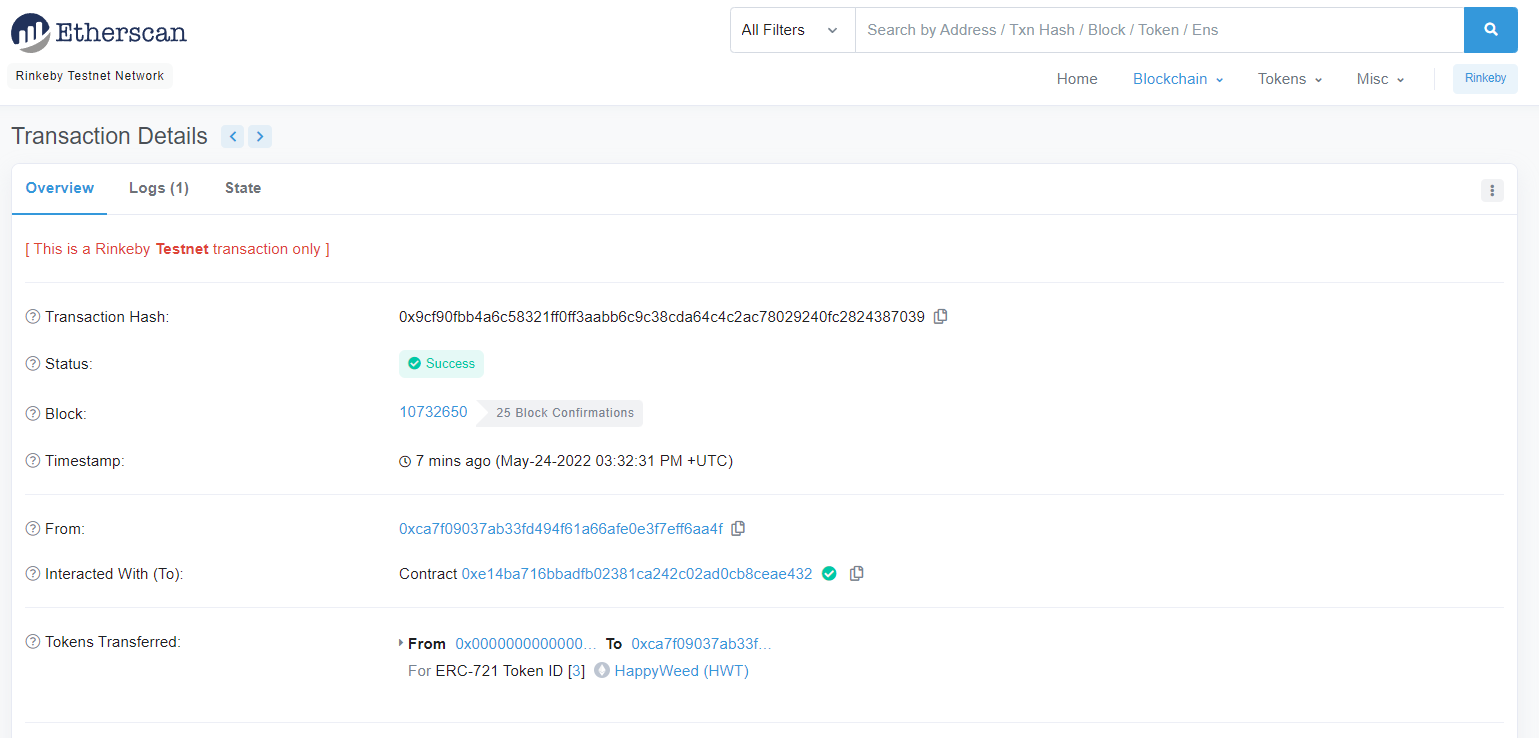 Etherscan
All Filters
Search by Address / Txn Hash / Block / Token / Ens
Rinkeby Testnet Network
Home Blockchain Tokens Misc Rinkeby
Transaction Details
Overview Logs (1) State
[ This is a Rinkeby Testnet transaction only ]
Transaction Hash: 0x9cf90fbb4a6c58321ff0ff3aabb6c9c38cda64c4c2ac78029240fc2824387039
Status: Success
Block: 10732650 25 Block Confirmations
Timestamp: 7 mins ago (May-24-2022 03:32:31 PM +UTC)
From: 0xca7f09037ab33fd494f61a66afe0e3f7eff6aa4f
Interacted With (To): Contract 0xe14ba716bbadfb02381ca242c02ad0cb8ceae432
Tokens Transferred: From 0x0000000000000... To 0xca7f09037ab33f...
For ERC-721 Token ID [3] HappyWeed (HWT)